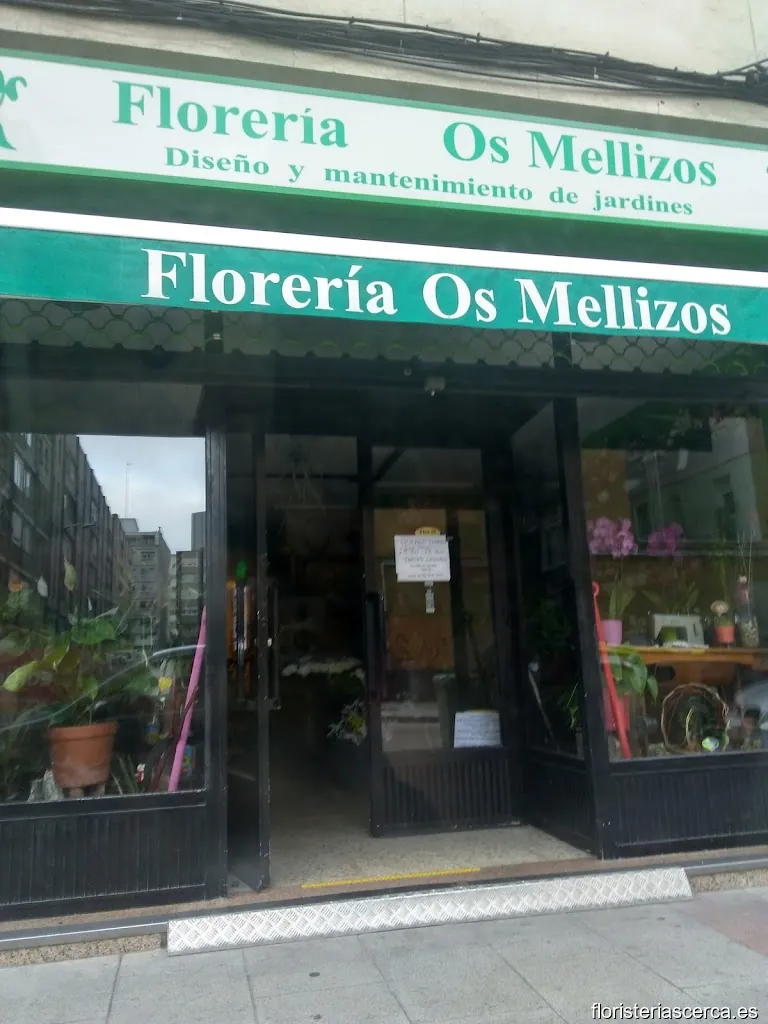 Florería Os Mellizos
Diseño y mantenimiento de jardines
Florería Os Mellizos
floristeriascerca.es